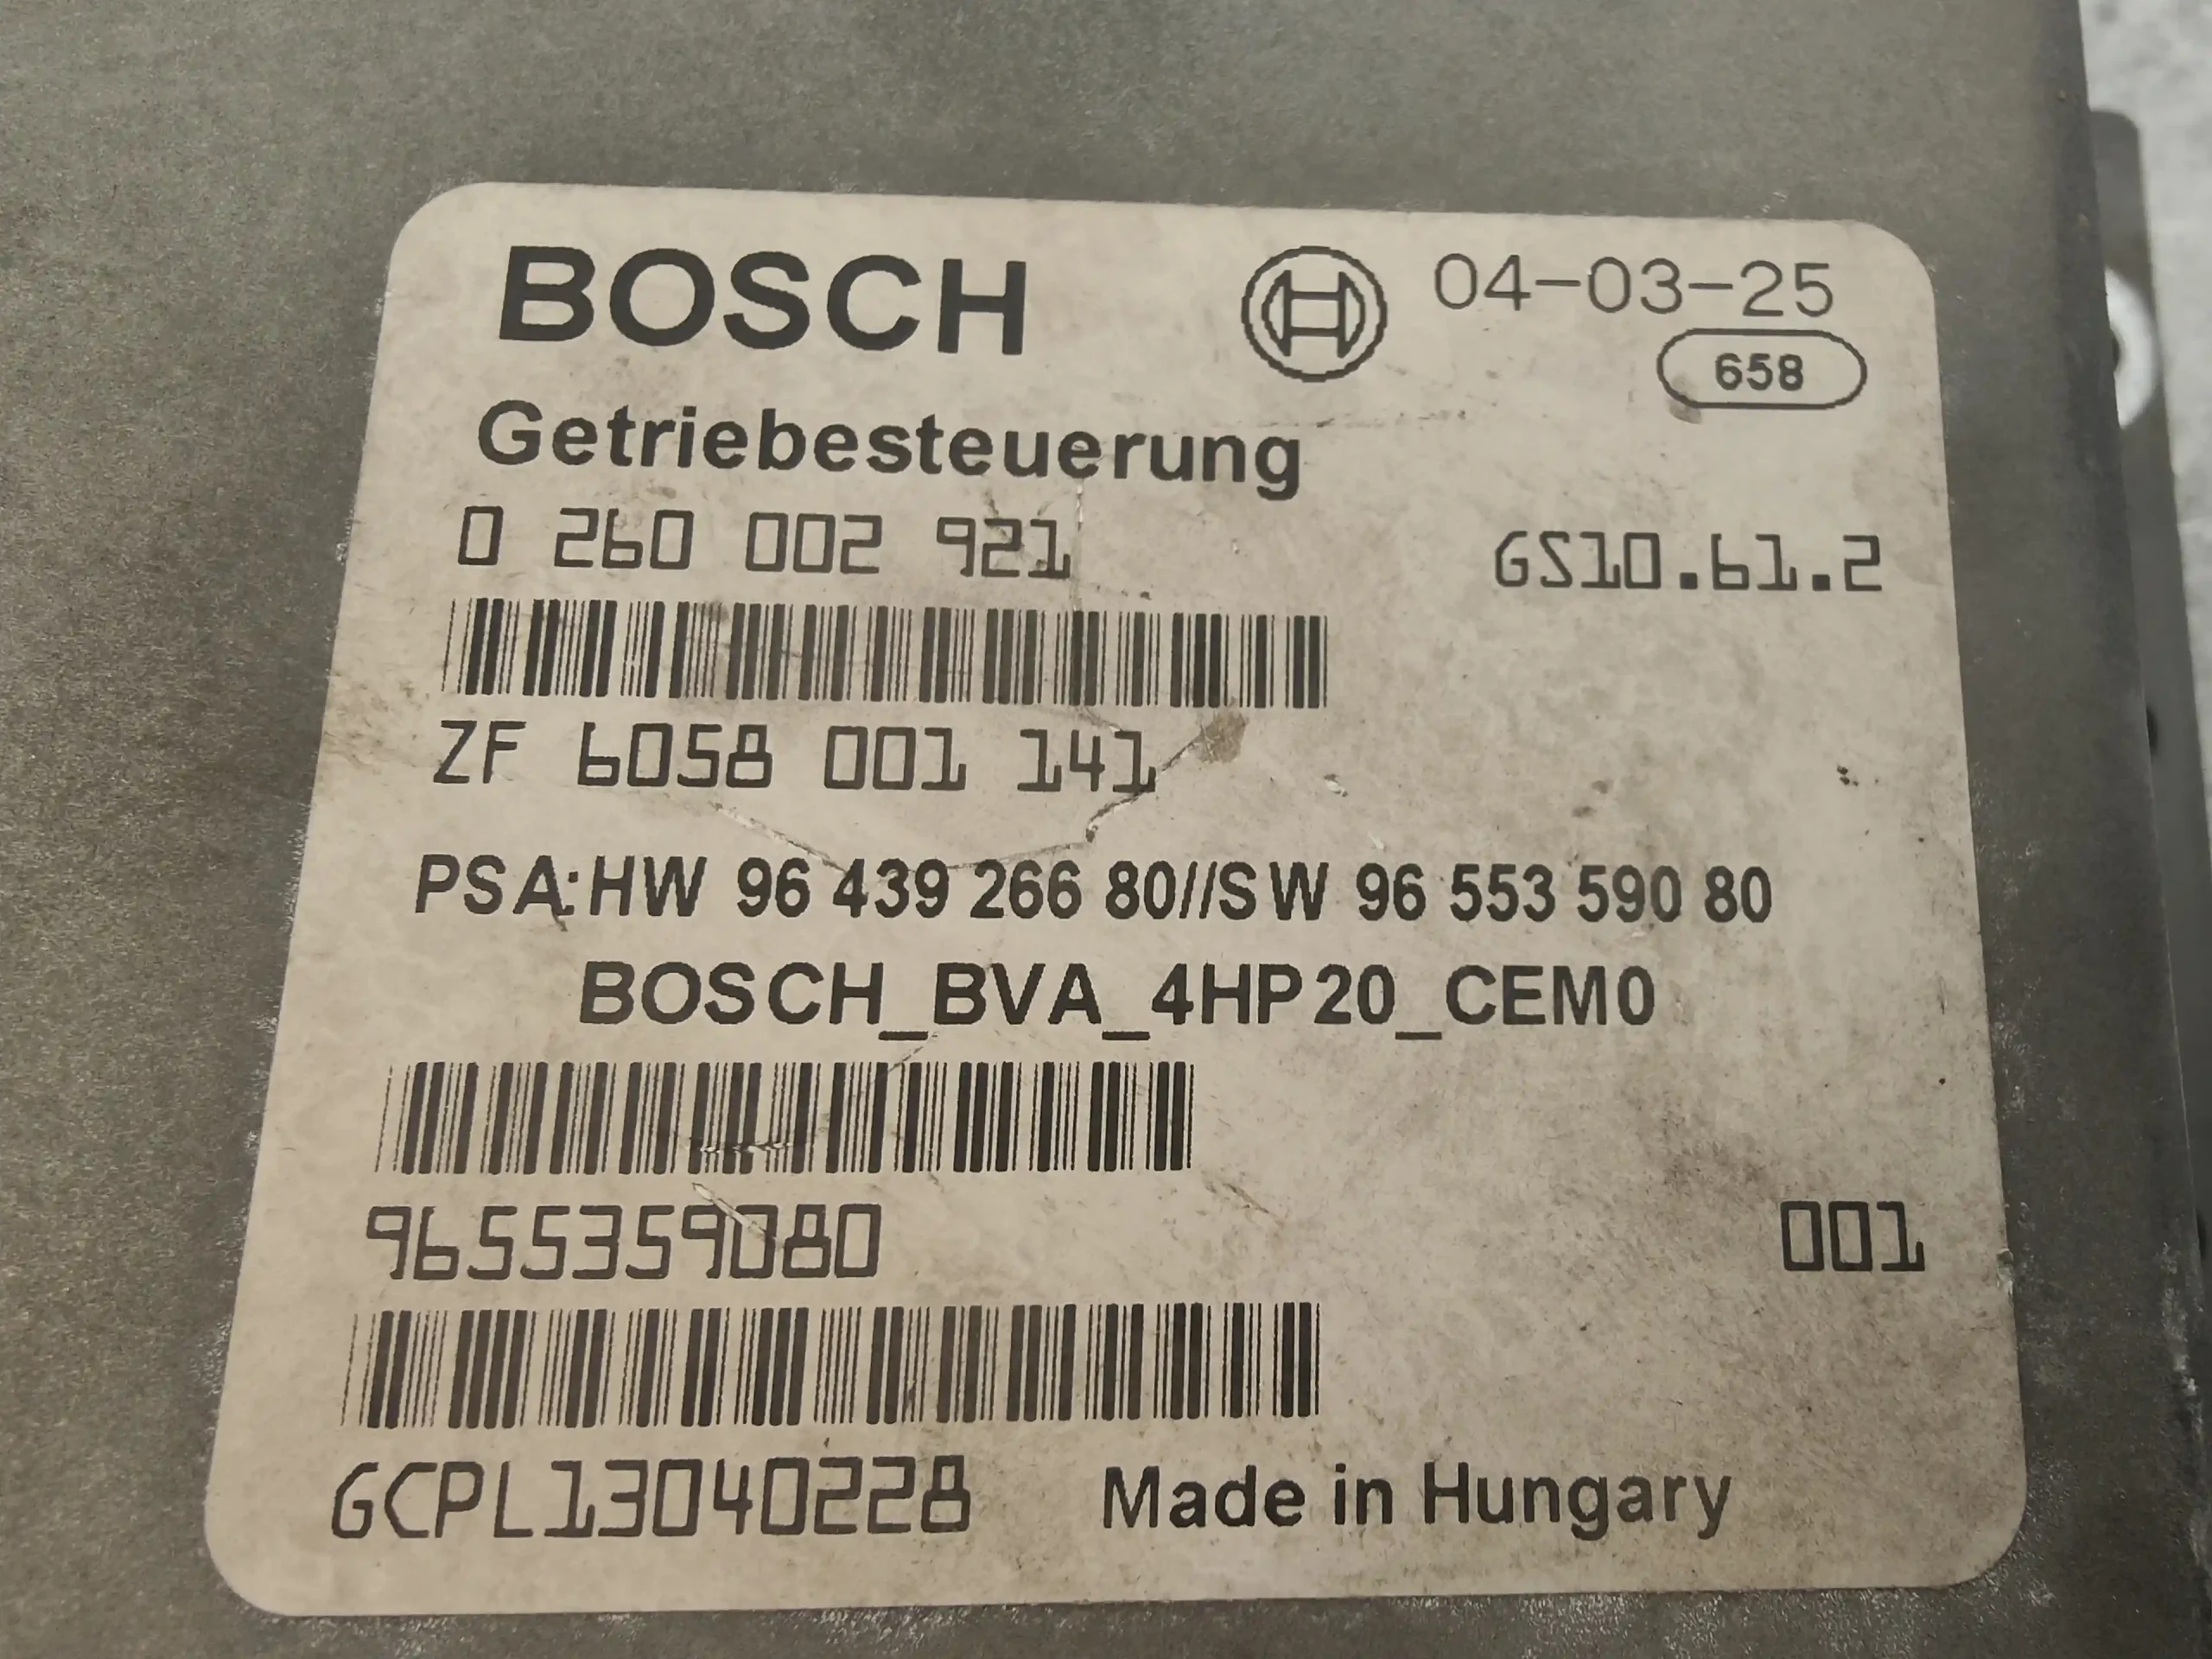 BOSCH 04-03-25
658
Getriebesteuerung
0 260 002 921 GS10.61.2
ZF 6058 001 141
PSA:HW 96 439 266 80//SW 96 553 590 80
BOSCH_BVA_4HP20_CEM0
9655359080 001
GCPL13040228 Made in Hungary